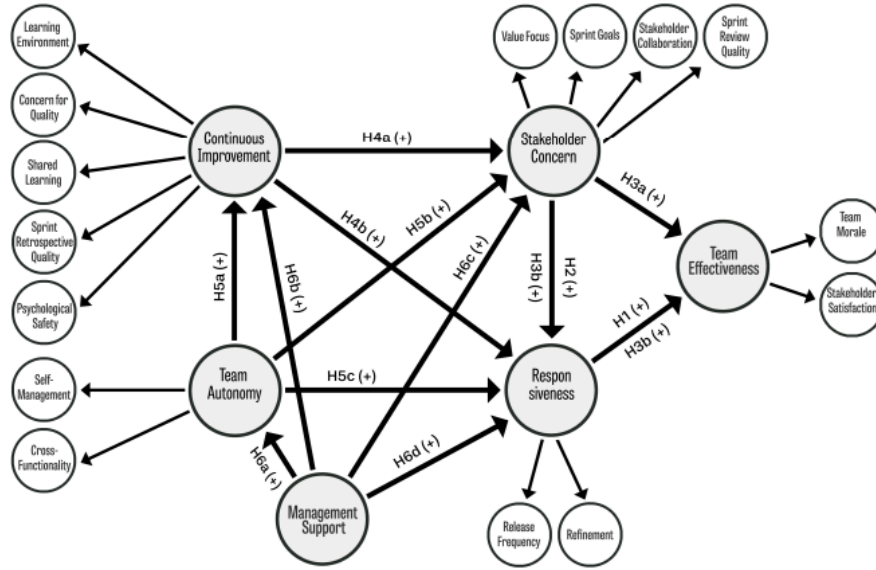 Learning
Environment
Concern for
Quality
Shared
Learning
Sprint
Retrospective
Quality
Psychological
Safety
Self-
Management
Cross-
Functionality
Continuous
Improvement
Team
Autonomy
Management
Support
Value Focus
Sprint Goals
Stakeholder
Collaboration
Sprint
Review
Quality
Stakeholder
Concern
Respon
siveness
Release
Frequency
Refinement
Team
Effectiveness
Team
Morale
Stakeholder
Satisfaction
H4a (+)
H4b (+)
H5b (+)
H6c (+)
H3a (+)
H5a (+)
H6b (+)
H3b (+)
H2 (+)
H1 (+)
H3b (+)
H5c (+)
H6a (+)
H6d (+)